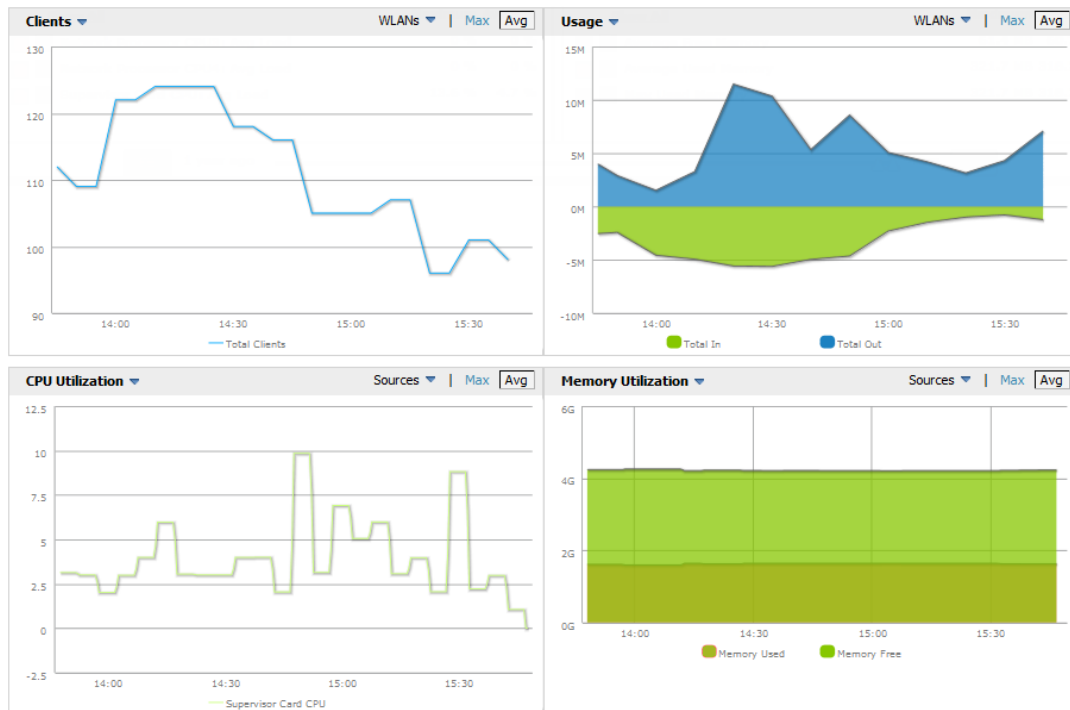 Clients WLANs | Max Avg
130
120
110
100
90
14:00 14:30 15:00 15:30
Total Clients
Usage WLANs | Max Avg
15M
10M
5M
0M
-5M
-10M
14:00 14:30 15:00 15:30
Total In Total Out
CPU Utilization Sources | Max Avg
12.5
10
7.5
5
2.5
0
-2.5
14:00 14:30 15:00 15:30
Supervisor Card CPU
Memory Utilization Sources | Max Avg
6G
4G
2G
0G
14:00 14:30 15:00 15:30
Memory Used Memory Free